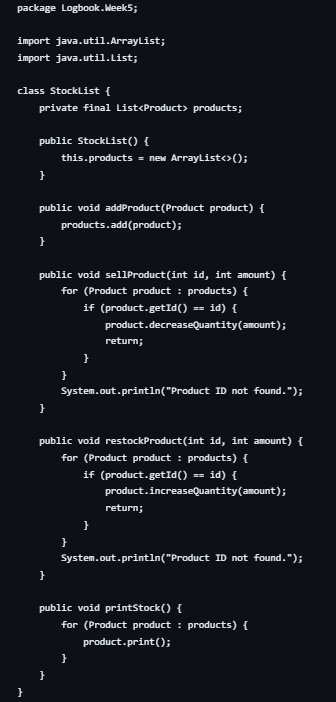 package Logbook.Week5;

import java.util.ArrayList;
import java.util.List;

class StockList {
    private final List<Product> products;

    public StockList() {
        this.products = new ArrayList<>();
    }

    public void addProduct(Product product) {
        products.add(product);
    }

    public void sellProduct(int id, int amount) {
        for (Product product : products) {
            if (product.getId() == id) {
                product.decreaseQuantity(amount);
                return;
            }
        }
        System.out.println("Product ID not found.");
    }

    public void restockProduct(int id, int amount) {
        for (Product product : products) {
            if (product.getId() == id) {
                product.increaseQuantity(amount);
                return;
            }
        }
        System.out.println("Product ID not found.");
    }

    public void printStock() {
        for (Product product : products) {
            product.print();
        }
    }
}